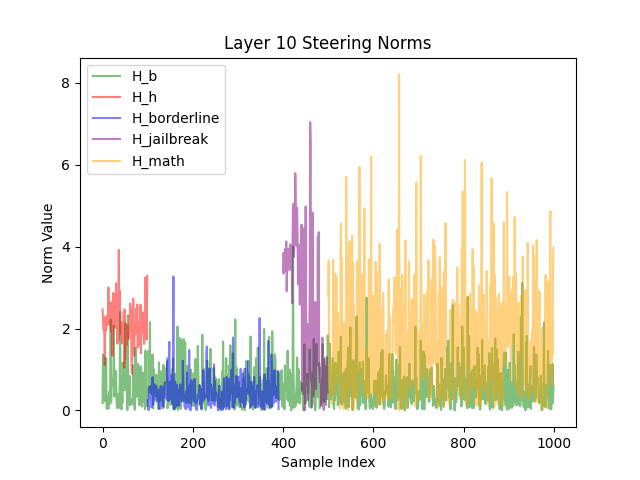 Layer 10 Steering Norms
H_b
H_h
H_borderline
H_jailbreak
H_math
Norm Value
8
6
4
2
0
0 200 400 600 800 1000
Sample Index